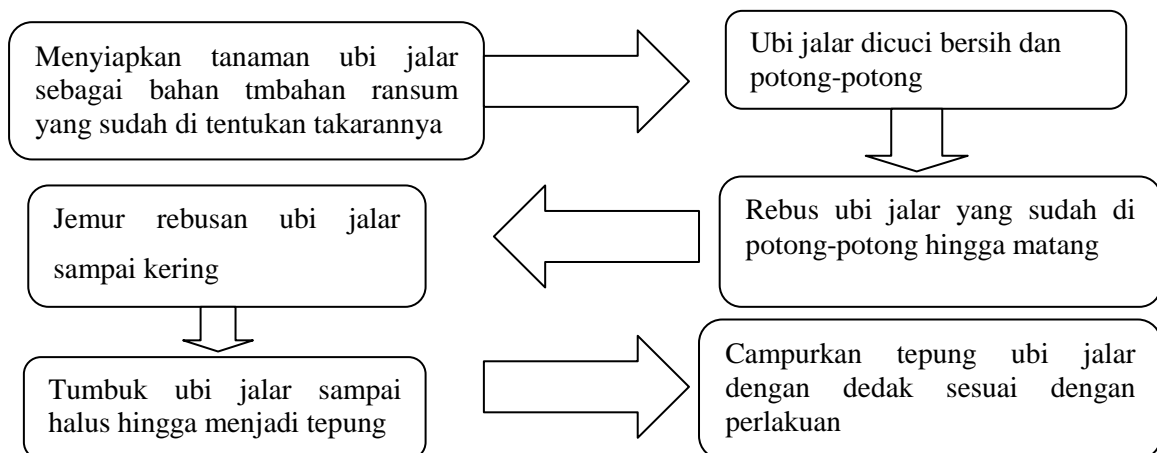 Menyiapkan tanaman ubi jalar
sebagai bahan tmbahan ransum
yang sudah di tentukan takarannya
Ubi jalar dicuci bersih dan
potong-potong
Rebus ubi jalar yang sudah di
potong-potong hingga matang
Jemur rebusan ubi jalar
sampai kering
Tumbuk ubi jalar sampai
halus hingga menjadi tepung
Campurkan tepung ubi jalar
dengan dedak sesuai dengan
perlakuan